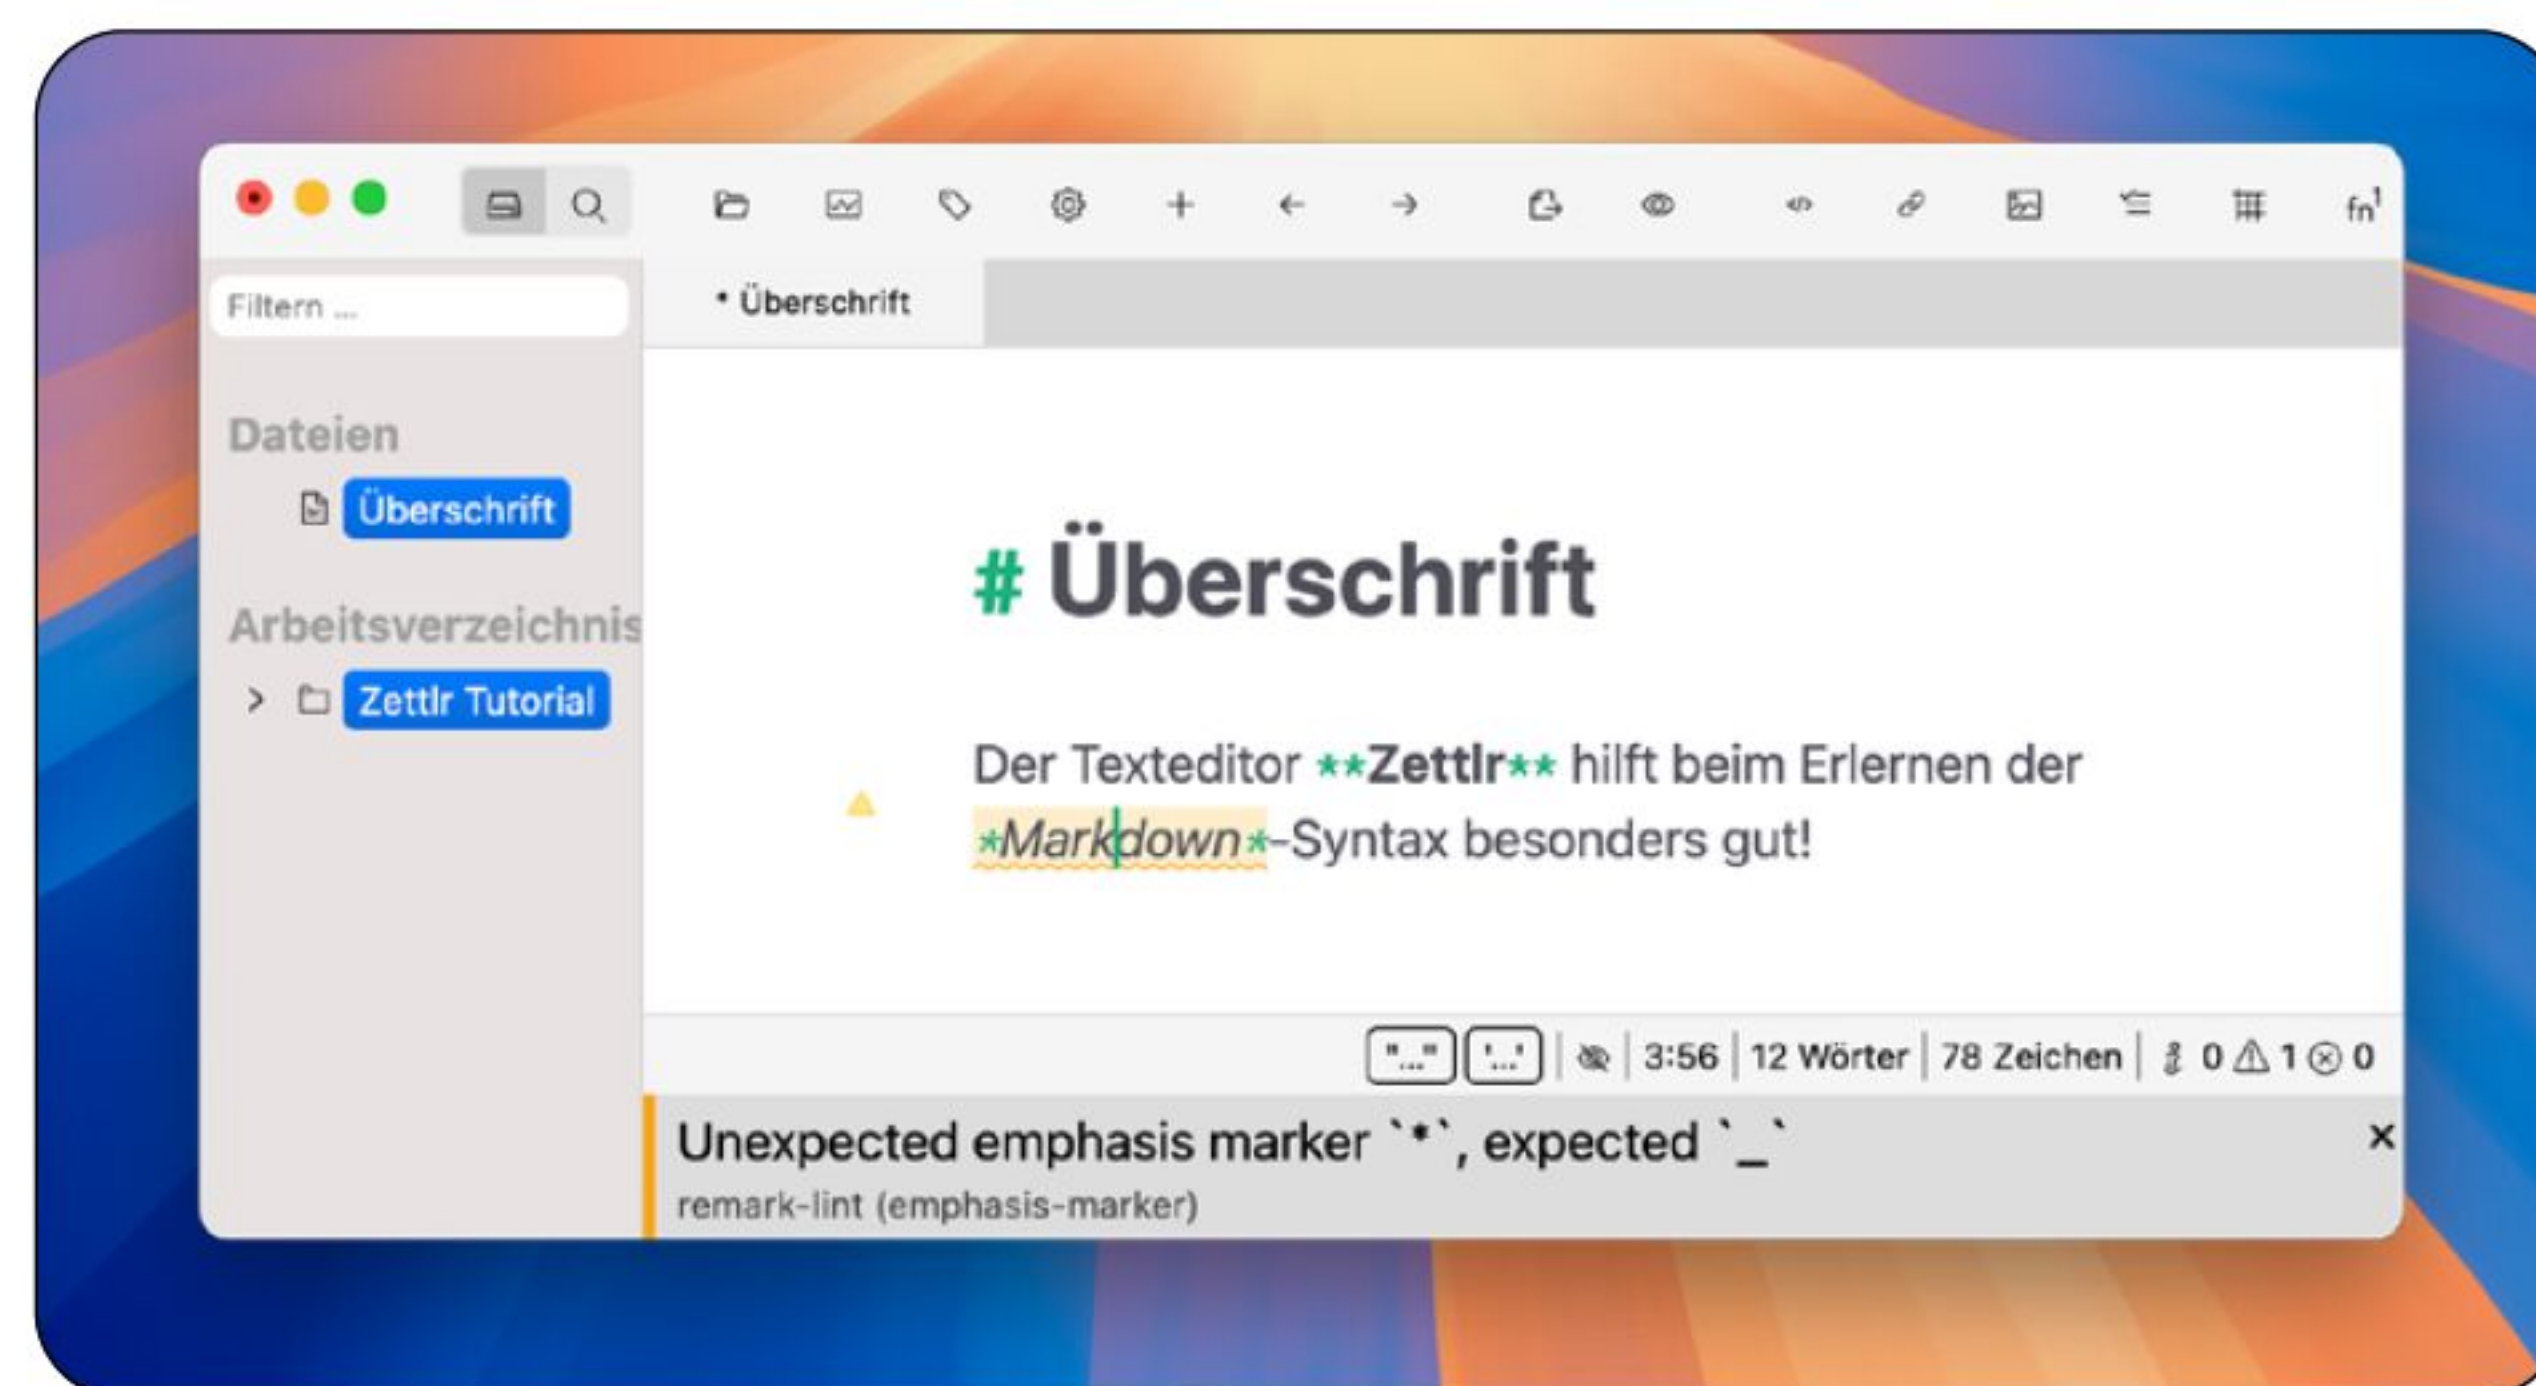 fn¹
Filtern ...
• Überschrift
Dateien
Überschrift
Arbeitsverzeichnis
Zettlr Tutorial
# Überschrift
Der Texteditor **Zettlr** hilft beim Erlernen der
*Markdown*-Syntax besonders gut!
"..." '...' 3:56 12 Wörter 78 Zeichen 0 1 0
Unexpected emphasis marker `*`, expected `_`
remark-lint (emphasis-marker)